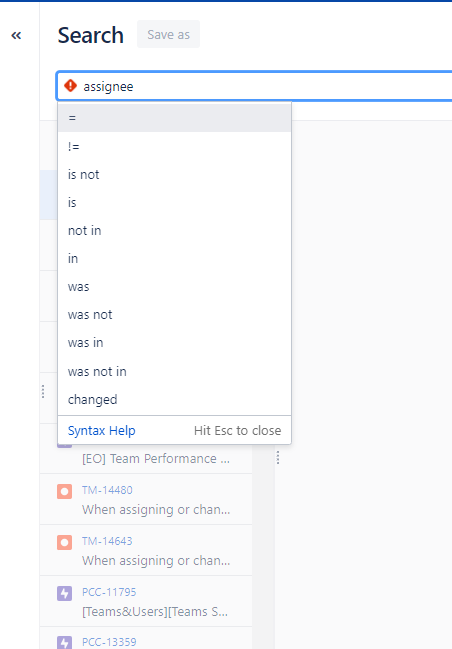 «
Search
Save as
assignee
=
!=
is not
is
not in
in
was
was not
was in
was not in
changed
Syntax Help
Hit Esc to close
[EO] Team Performance ...
TM-14480
When assigning or chan...
TM-14643
When assigning or chan...
PCC-11795
[Teams&Users][Teams S...
PCC-13359